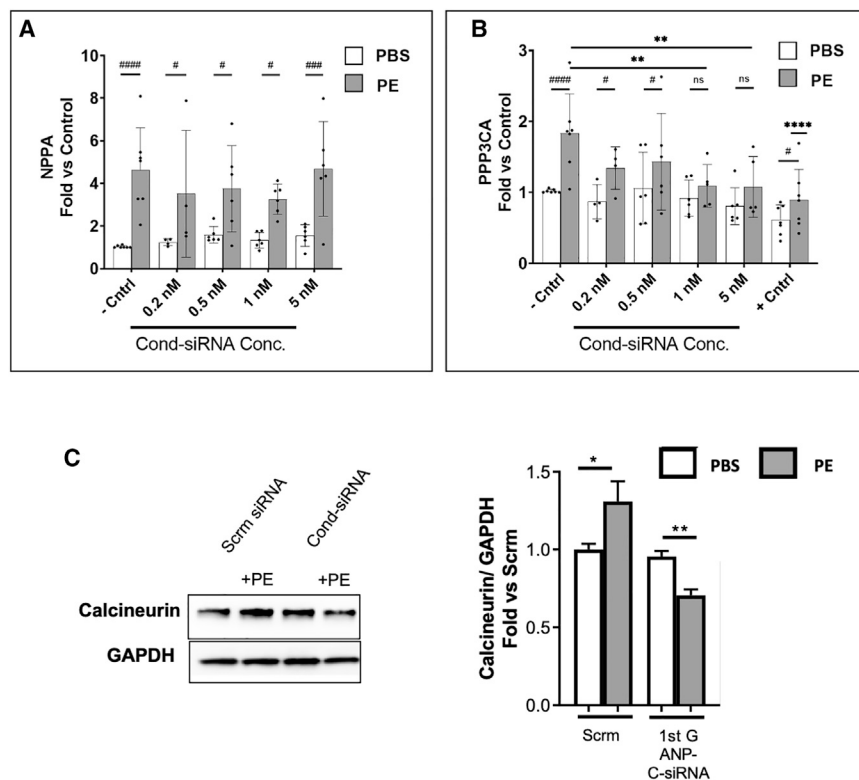 A
NPPA
Fold vs Control
10
8
6
4
2
0
####
#
#
#
###
PBS
PE
- Cntrl
0.2 nM
0.5 nM
1 nM
5 nM
Cond-siRNA Conc.
B
PPP3CA
Fold vs Control
3
2
1
0
**
**
####
#
#
ns
ns
****
#
PBS
PE
- Cntrl
0.2 nM
0.5 nM
1 nM
5 nM
+ Cntrl
Cond-siRNA Conc.
C
Scrm siRNA
Cond-siRNA
+PE
+PE
Calcineurin
GAPDH
Calcineurin/ GAPDH
Fold vs Scrm
1.5
1.0
0.5
0.0
*
**
PBS
PE
Scrm
1st G
ANP-
C-siRNA